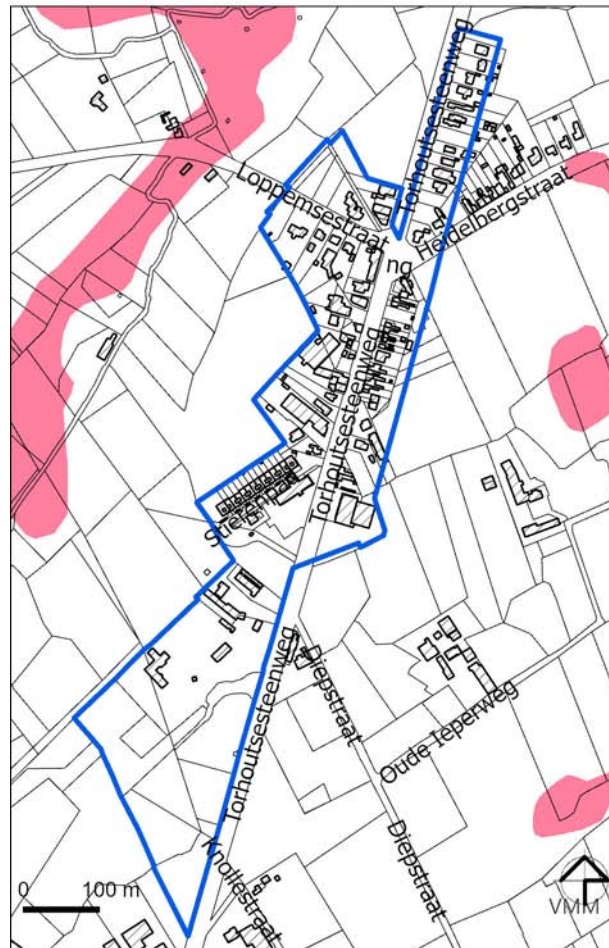 Torhoutsesteenweg
Loppemsestraat
Heidelbergstraat
ng
Torhoutsesteenweg
Torhoutsesteenweg
Diepstraat
Oude Ieperweg
Diepstraat
Knollestraat
0 100 m
VMM